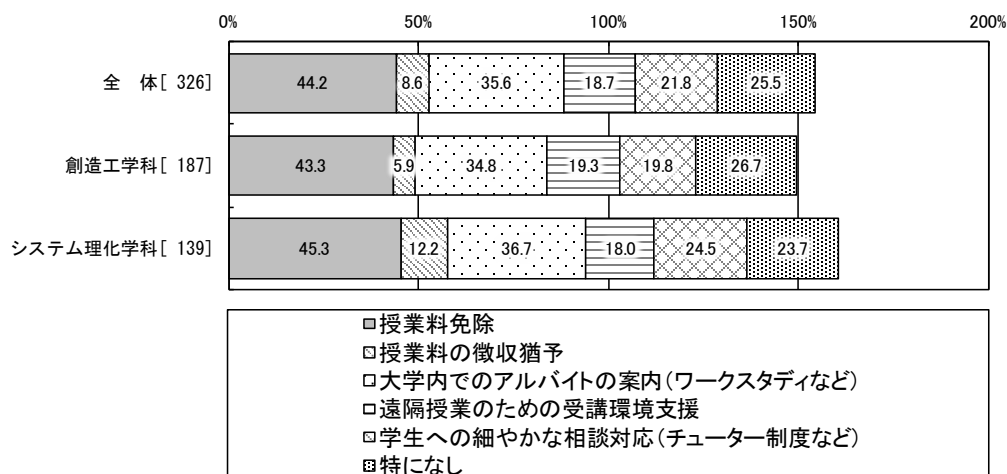 0% 50% 100% 150% 200%
全　体[ 326] 44.2 8.6 35.6 18.7 21.8 25.5
創造工学科[ 187] 43.3 5.9 34.8 19.3 19.8 26.7
システム理化学科[ 139] 45.3 12.2 36.7 18.0 24.5 23.7
授業料免除
授業料の徴収猶予
大学内でのアルバイトの案内（ワークスタディなど）
遠隔授業のための受講環境支援
学生への細やかな相談対応（チューター制度など）
特になし